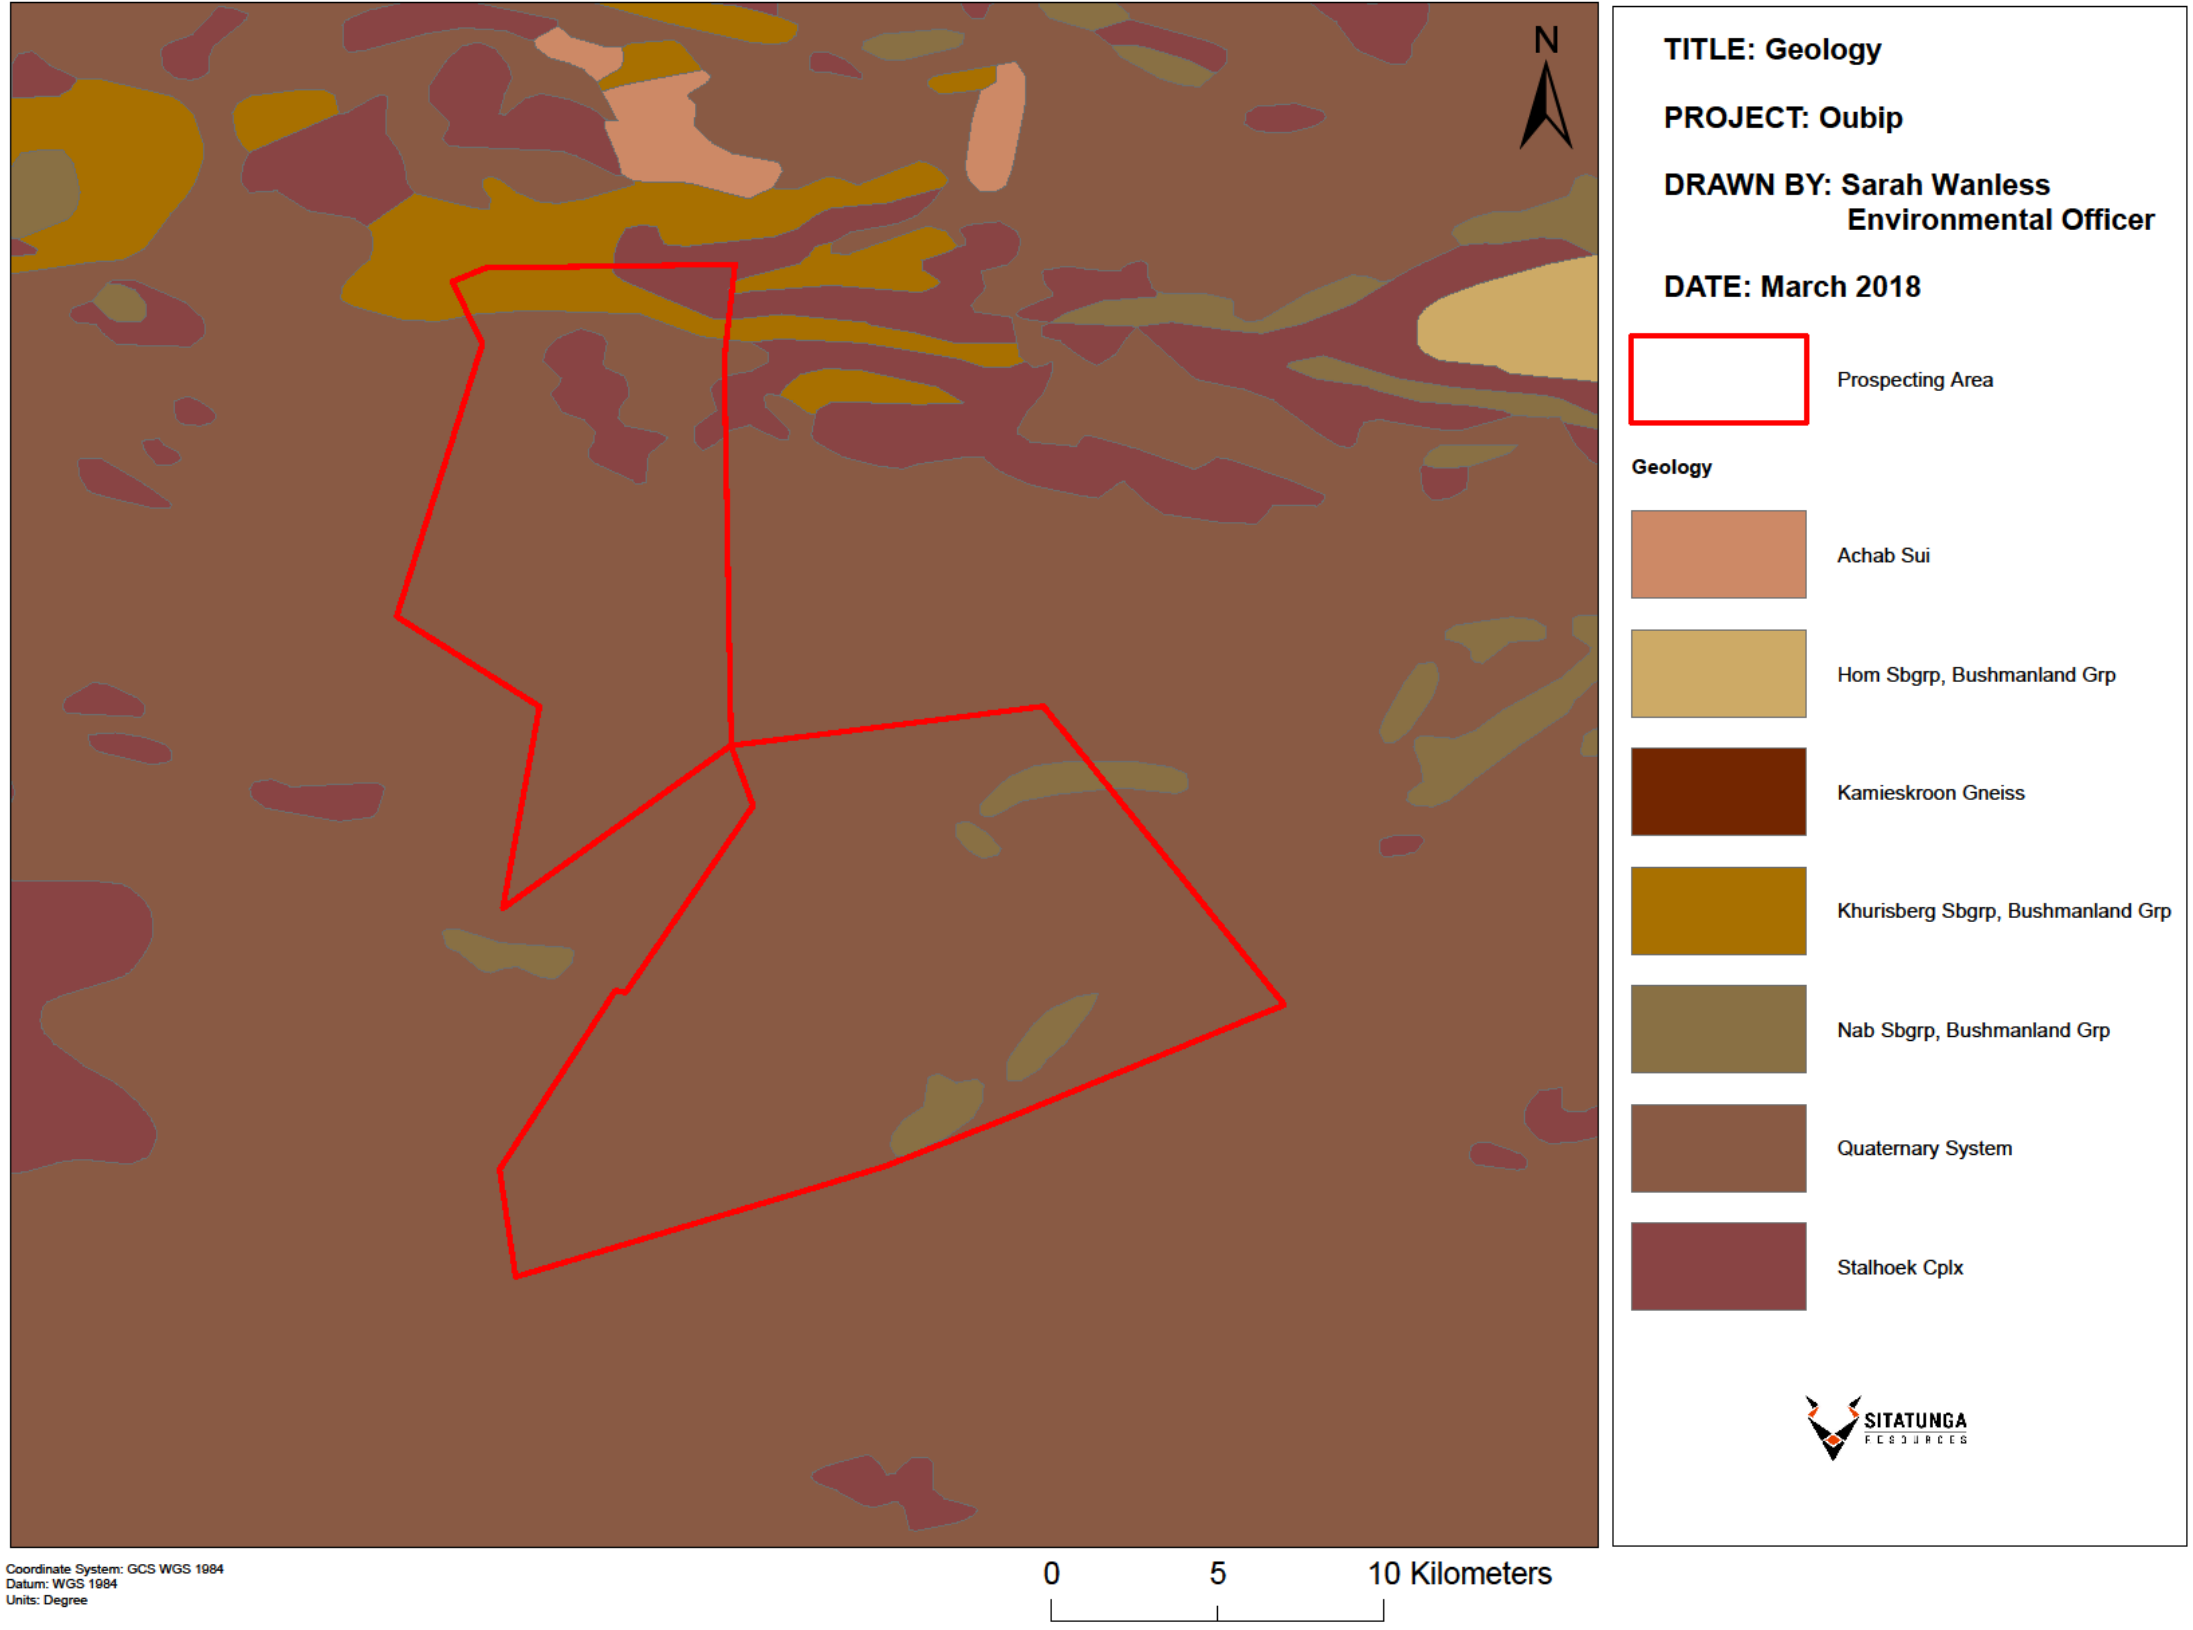 N
TITLE: Geology
PROJECT: Oubip
DRAWN BY: Sarah Wanless
Environmental Officer
DATE: March 2018
Prospecting Area
Geology
Achab Sui
Hom Sbgrp, Bushmanland Grp
Kamieskroon Gneiss
Khurisberg Sbgrp, Bushmanland Grp
Nab Sbgrp, Bushmanland Grp
Quaternary System
Stalhoek Cplx
SITATUNGA
RESOURCES
Coordinate System: GCS WGS 1984
Datum: WGS 1984
Units: Degree
0 5 10 Kilometers